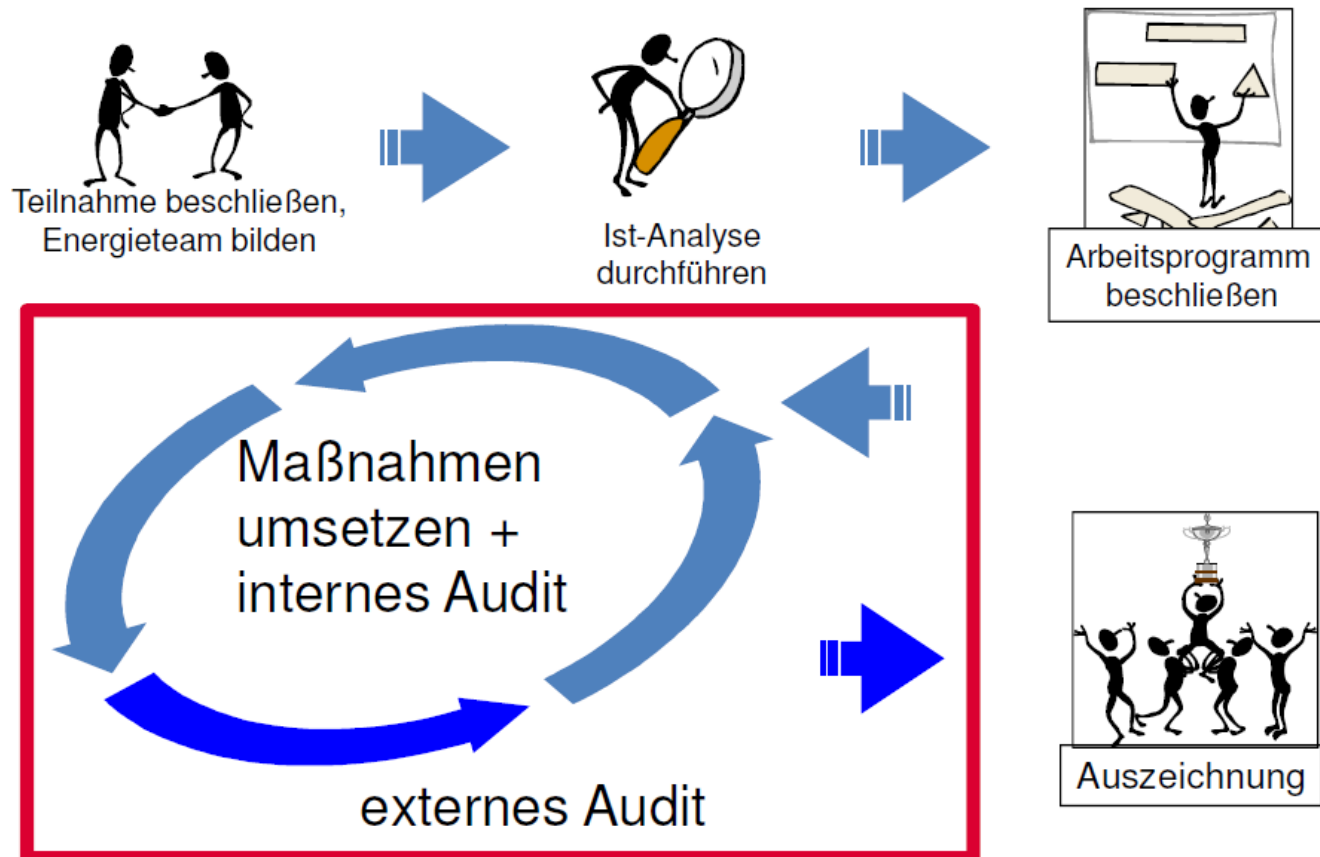 Teilnahme beschließen,
Energieteam bilden
Ist-Analyse
durchführen
Arbeitsprogramm
beschließen
Maßnahmen
umsetzen +
internes Audit
externes Audit
Auszeichnung